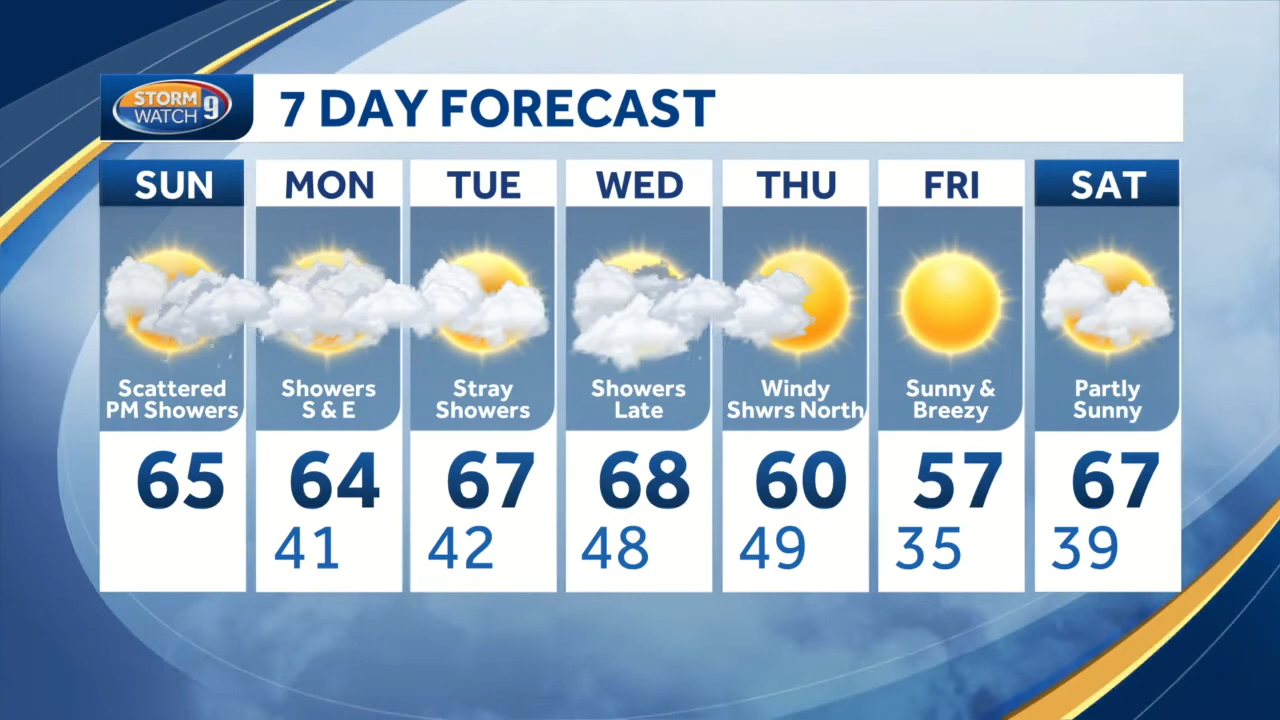 STORM
WATCH 9
7 DAY FORECAST
SUN
MON
TUE
WED
THU
FRI
SAT
Scattered
PM Showers
Showers
S & E
Stray
Showers
Showers
Late
Windy
Shwrs North
Sunny &
Breezy
Partly
Sunny
65
64
67
68
60
57
67
41
42
48
49
35
39